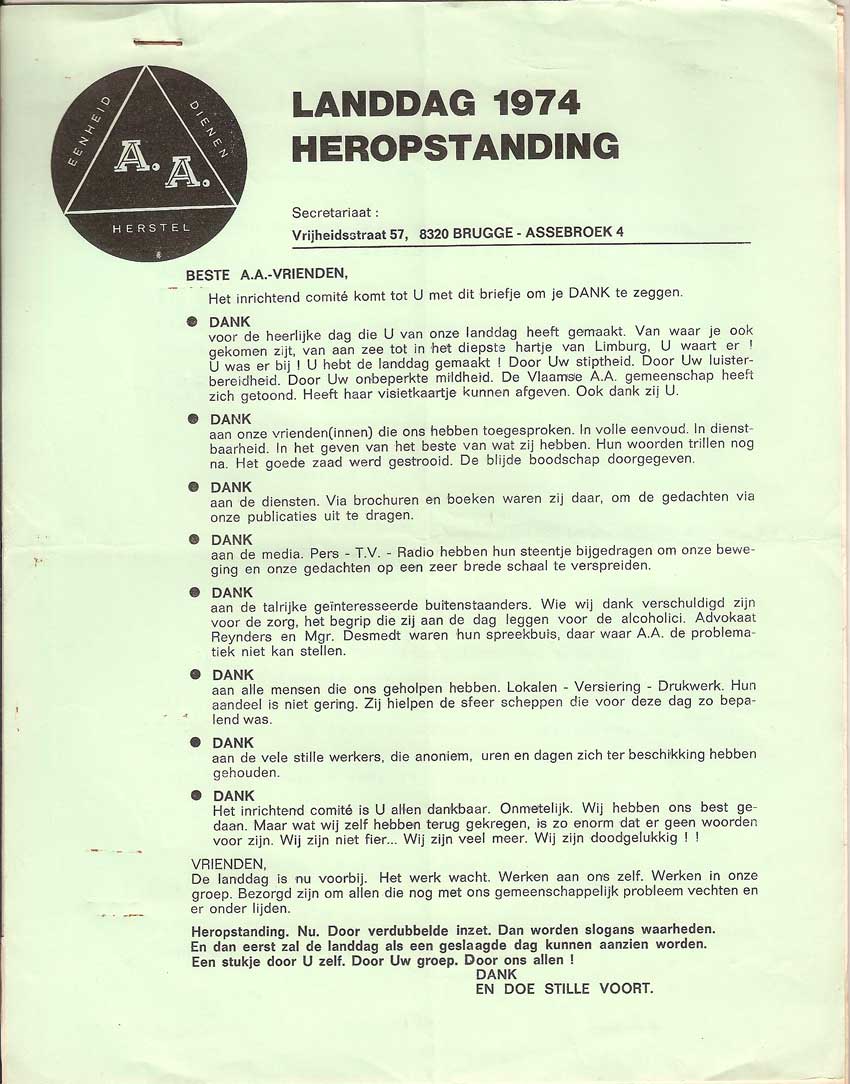 EENHEID
DIENEN
A.A.
HERSTEL
LANDDAG 1974
HEROPSTANDING
Secretariaat :
Vrijheidsstraat 57, 8320 BRUGGE - ASSEBROEK 4
BESTE A.A.-VRIENDEN,
Het inrichtend comité komt tot U met dit briefje om je DANK te zeggen.
● DANK
voor de heerlijke dag die U van onze landdag heeft gemaakt. Van waar je ook
gekomen zijt, van aan zee tot in het diepste hartje van Limburg, U waart er !
U was er bij ! U hebt de landdag gemaakt ! Door Uw stiptheid. Door Uw luister-
bereidheid. Door Uw onbeperkte mildheid. De Vlaamse A.A. gemeenschap heeft
zich getoond. Heeft haar visietkaartje kunnen afgeven. Ook dank zij U.
● DANK
aan onze vrienden(innen) die ons hebben toegesproken. In volle eenvoud. In dienst-
baarheid. In het geven van het beste van wat zij hebben. Hun woorden trillen nog
na. Het goede zaad werd gestrooid. De blijde boodschap doorgegeven.
● DANK
aan de diensten. Via brochuren en boeken waren zij daar, om de gedachten via
onze publicaties uit te dragen.
● DANK
aan de media. Pers - T.V. - Radio hebben hun steentje bijgedragen om onze bewe-
ging en onze gedachten op een zeer brede schaal te verspreiden.
● DANK
aan de talrijke geïnteresseerde buitenstaanders. Wie wij dank verschuldigd zijn
voor de zorg, het begrip die zij aan de dag leggen voor de alcoholici. Advokaat
Reynders en Mgr. Desmedt waren hun spreekbuis, daar waar A.A. de problema-
tiek niet kan stellen.
● DANK
aan alle mensen die ons geholpen hebben. Lokalen - Versiering - Drukwerk. Hun
aandeel is niet gering. Zij hielpen de sfeer scheppen die voor deze dag zo bepa-
lend was.
● DANK
aan de vele stille werkers, die anoniem, uren en dagen zich ter beschikking hebben
gehouden.
● DANK
Het inrichtend comité is U allen dankbaar. Onmetelijk. Wij hebben ons best ge-
daan. Maar wat wij zelf hebben terug gekregen, is zo enorm dat er geen woorden
voor zijn. Wij zijn niet fier... Wij zijn veel meer. Wij zijn doodgelukkig ! !
VRIENDEN,
De landdag is nu voorbij. Het werk wacht. Werken aan ons zelf. Werken in onze
groep. Bezorgd zijn om allen die nog met ons gemeenschappelijk probleem vechten en
er onder lijden.
Heropstanding. Nu. Door verdubbelde inzet. Dan worden slogans waarheden.
En dan eerst zal de landdag als een geslaagde dag kunnen aanzien worden.
Een stukje door U zelf. Door Uw groep. Door ons allen !
DANK
EN DOE STILLE VOORT.